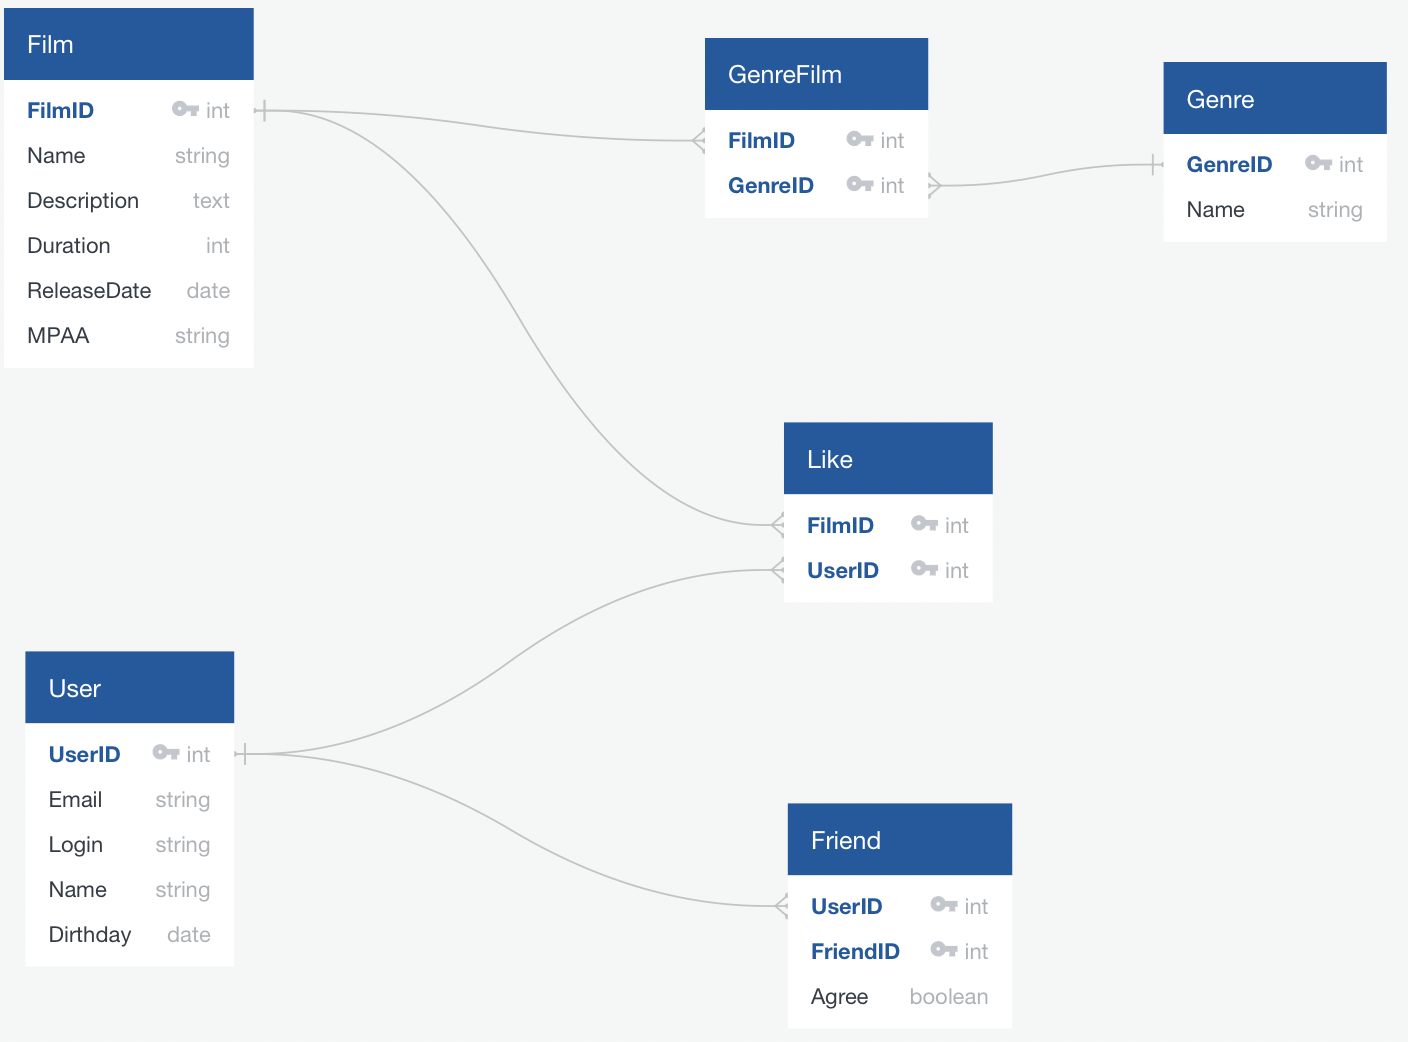 Film
FilmID int
Name string
Description text
Duration int
ReleaseDate date
MPAA string
GenreFilm
FilmID int
GenreID int
Genre
GenreID int
Name string
Like
FilmID int
UserID int
User
UserID int
Email string
Login string
Name string
Dirthday date
Friend
UserID int
FriendID int
Agree boolean